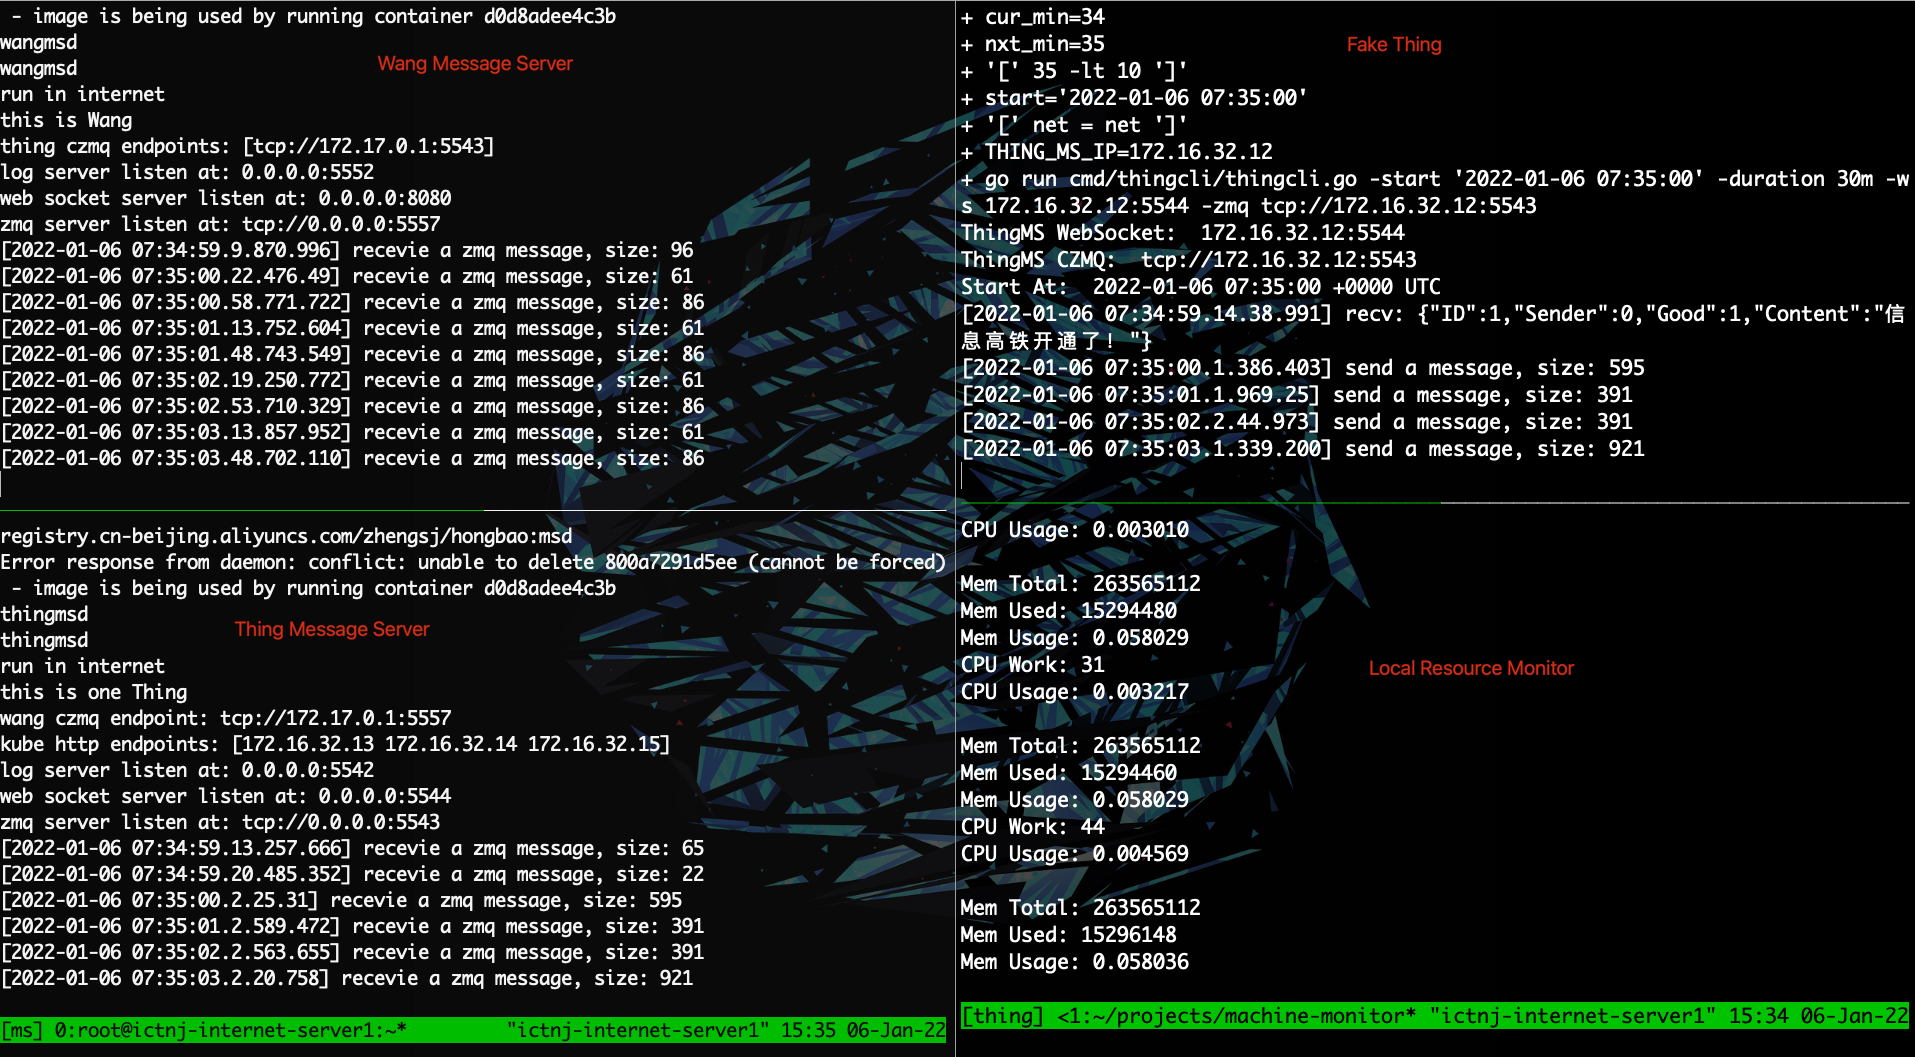 - image is being used by running container d0d8adee4c3b
wangmsd
Wang Message Server
wangmsd
run in internet
this is Wang
thing czmq endpoints: [tcp://172.17.0.1:5543]
log server listen at: 0.0.0.0:5552
web socket server listen at: 0.0.0.0:8080
zmq server listen at: tcp://0.0.0.0:5557
[2022-01-06 07:34:59.9.870.996] recevie a zmq message, size: 96
[2022-01-06 07:35:00.22.476.49] recevie a zmq message, size: 61
[2022-01-06 07:35:00.58.771.722] recevie a zmq message, size: 86
[2022-01-06 07:35:01.13.752.604] recevie a zmq message, size: 61
[2022-01-06 07:35:01.48.743.549] recevie a zmq message, size: 86
[2022-01-06 07:35:02.19.250.772] recevie a zmq message, size: 61
[2022-01-06 07:35:02.53.710.329] recevie a zmq message, size: 86
[2022-01-06 07:35:03.13.857.952] recevie a zmq message, size: 61
[2022-01-06 07:35:03.48.702.110] recevie a zmq message, size: 86
registry.cn-beijing.aliyuncs.com/zhengsj/hongbao:msd
Error response from daemon: conflict: unable to delete 800a7291d5ee (cannot be forced)
 - image is being used by running container d0d8adee4c3b
thingmsd
Thing Message Server
thingmsd
run in internet
this is one Thing
wang czmq endpoint: tcp://172.17.0.1:5557
kube http endpoints: [172.16.32.13 172.16.32.14 172.16.32.15]
log server listen at: 0.0.0.0:5542
web socket server listen at: 0.0.0.0:5544
zmq server listen at: tcp://0.0.0.0:5543
[2022-01-06 07:34:59.13.257.666] recevie a zmq message, size: 65
[2022-01-06 07:34:59.20.485.352] recevie a zmq message, size: 22
[2022-01-06 07:35:00.2.25.31] recevie a zmq message, size: 595
[2022-01-06 07:35:01.2.589.472] recevie a zmq message, size: 391
[2022-01-06 07:35:02.2.563.655] recevie a zmq message, size: 391
[2022-01-06 07:35:03.2.20.758] recevie a zmq message, size: 921
[ms] 0:root@ictnj-internet-server1:~* "ictnj-internet-server1" 15:35 06-Jan-22
+ cur_min=34
+ nxt_min=35
Fake Thing
+ '[' 35 -lt 10 ']'
+ start='2022-01-06 07:35:00'
+ '[' net = net ']'
+ THING_MS_IP=172.16.32.12
+ go run cmd/thingcli/thingcli.go -start '2022-01-06 07:35:00' -duration 30m -w
s 172.16.32.12:5544 -zmq tcp://172.16.32.12:5543
ThingMS WebSocket:  172.16.32.12:5544
ThingMS CZMQ:  tcp://172.16.32.12:5543
Start At:  2022-01-06 07:35:00 +0000 UTC
[2022-01-06 07:34:59.14.38.991] recv: {"ID":1,"Sender":0,"Good":1,"Content":"信
息高铁开通了！"}
[2022-01-06 07:35:00.1.386.403] send a message, size: 595
[2022-01-06 07:35:01.1.969.25] send a message, size: 391
[2022-01-06 07:35:02.2.44.973] send a message, size: 391
[2022-01-06 07:35:03.1.339.200] send a message, size: 921
CPU Usage: 0.003010
Mem Total: 263565112
Mem Used: 15294480
Mem Usage: 0.058029
CPU Work: 31
Local Resource Monitor
CPU Usage: 0.003217
Mem Total: 263565112
Mem Used: 15294460
Mem Usage: 0.058029
CPU Work: 44
CPU Usage: 0.004569
Mem Total: 263565112
Mem Used: 15296148
Mem Usage: 0.058036
[thing] <1:~/projects/machine-monitor* "ictnj-internet-server1" 15:34 06-Jan-22